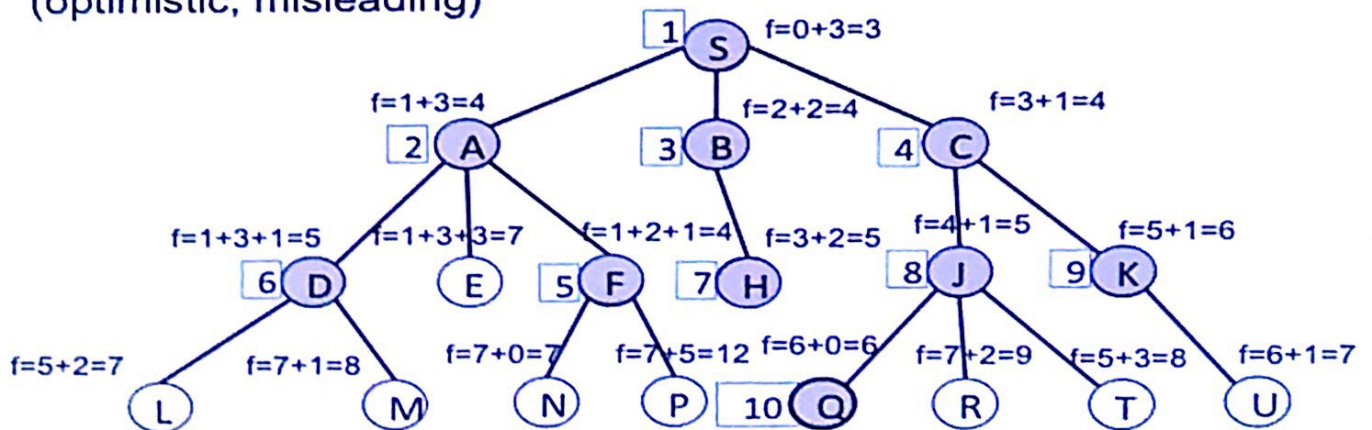 (optimistic, misleading)
1 S f=0+3=3
f=1+3=4 f=2+2=4 f=3+1=4
2 A 3 B 4 C
f=1+3+1=5 f=1+3+3=7 f=1+2+1=4 f=3+2=5 f=4+1=5 f=5+1=6
6 D E 5 F 7 H 8 J 9 K
f=5+2=7 f=7+1=8 f=7+0=7 f=7+5=12 f=6+0=6 f=7+2=9 f=5+3=8 f=6+1=7
L M N P 10 Q R T U